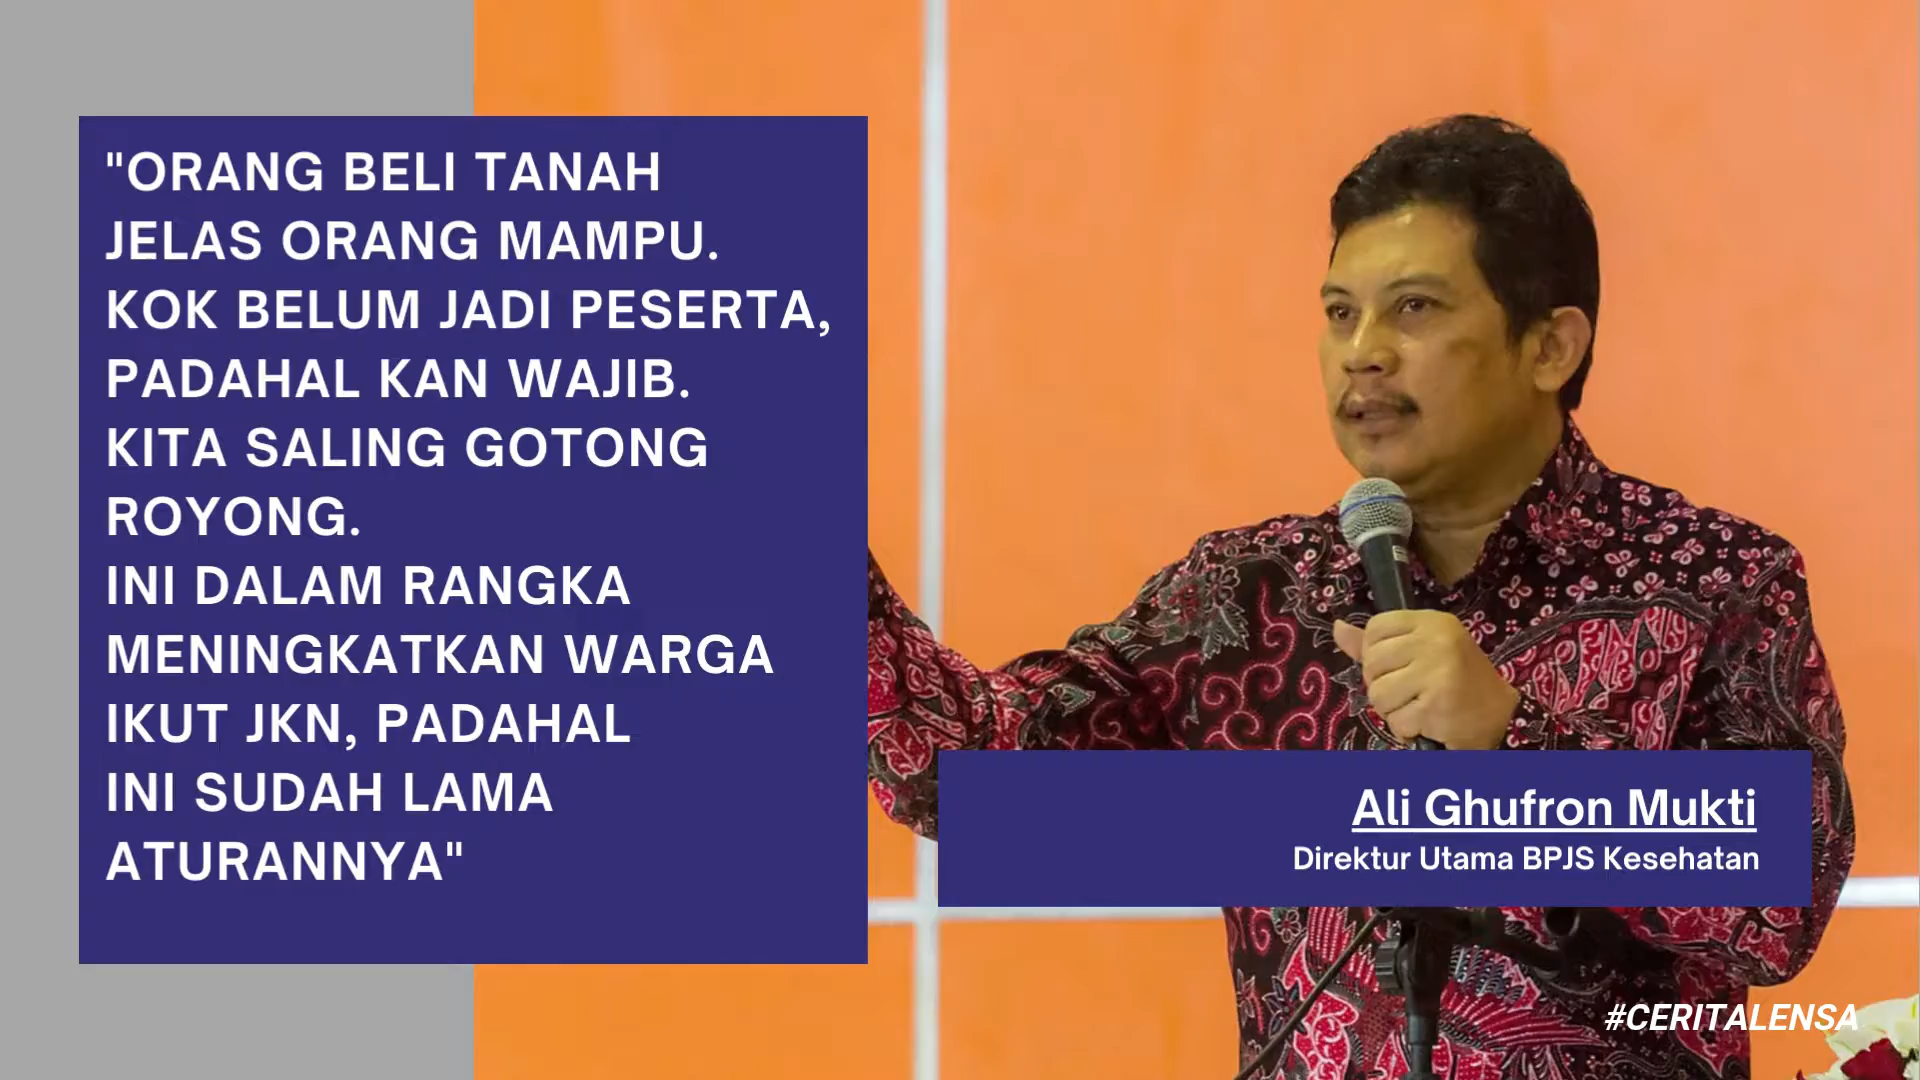 "ORANG BELI TANAH
JELAS ORANG MAMPU.
KOK BELUM JADI PESERTA,
PADAHAL KAN WAJIB.
KITA SALING GOTONG
ROYONG.
INI DALAM RANGKA
MENINGKATKAN WARGA
IKUT JKN, PADAHAL
INI SUDAH LAMA
ATURANNYA"
Ali Ghufron Mukti
Direktur Utama BPJS Kesehatan
#CERITALENSA